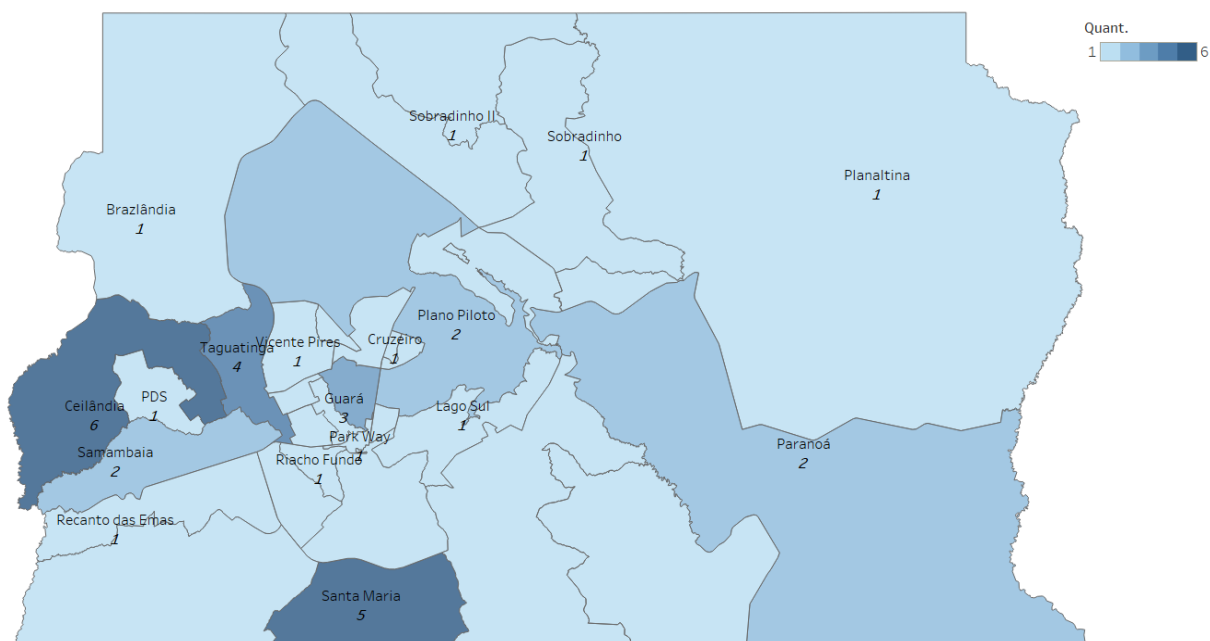 Quant.
1 6
Sobradinho II
1
Sobradinho
1
Planaltina
1
Brazlândia
1
Plano Piloto
2
Taguatinga
4
Vicente Pires
1
Cruzeiro
1
PDS
1
Ceilândia
6
Guará
3
Lago Sul
1
Park Way
1
Paranoá
2
Samambaia
2
Riacho Fundo
1
Recanto das Emas
1
Santa Maria
5